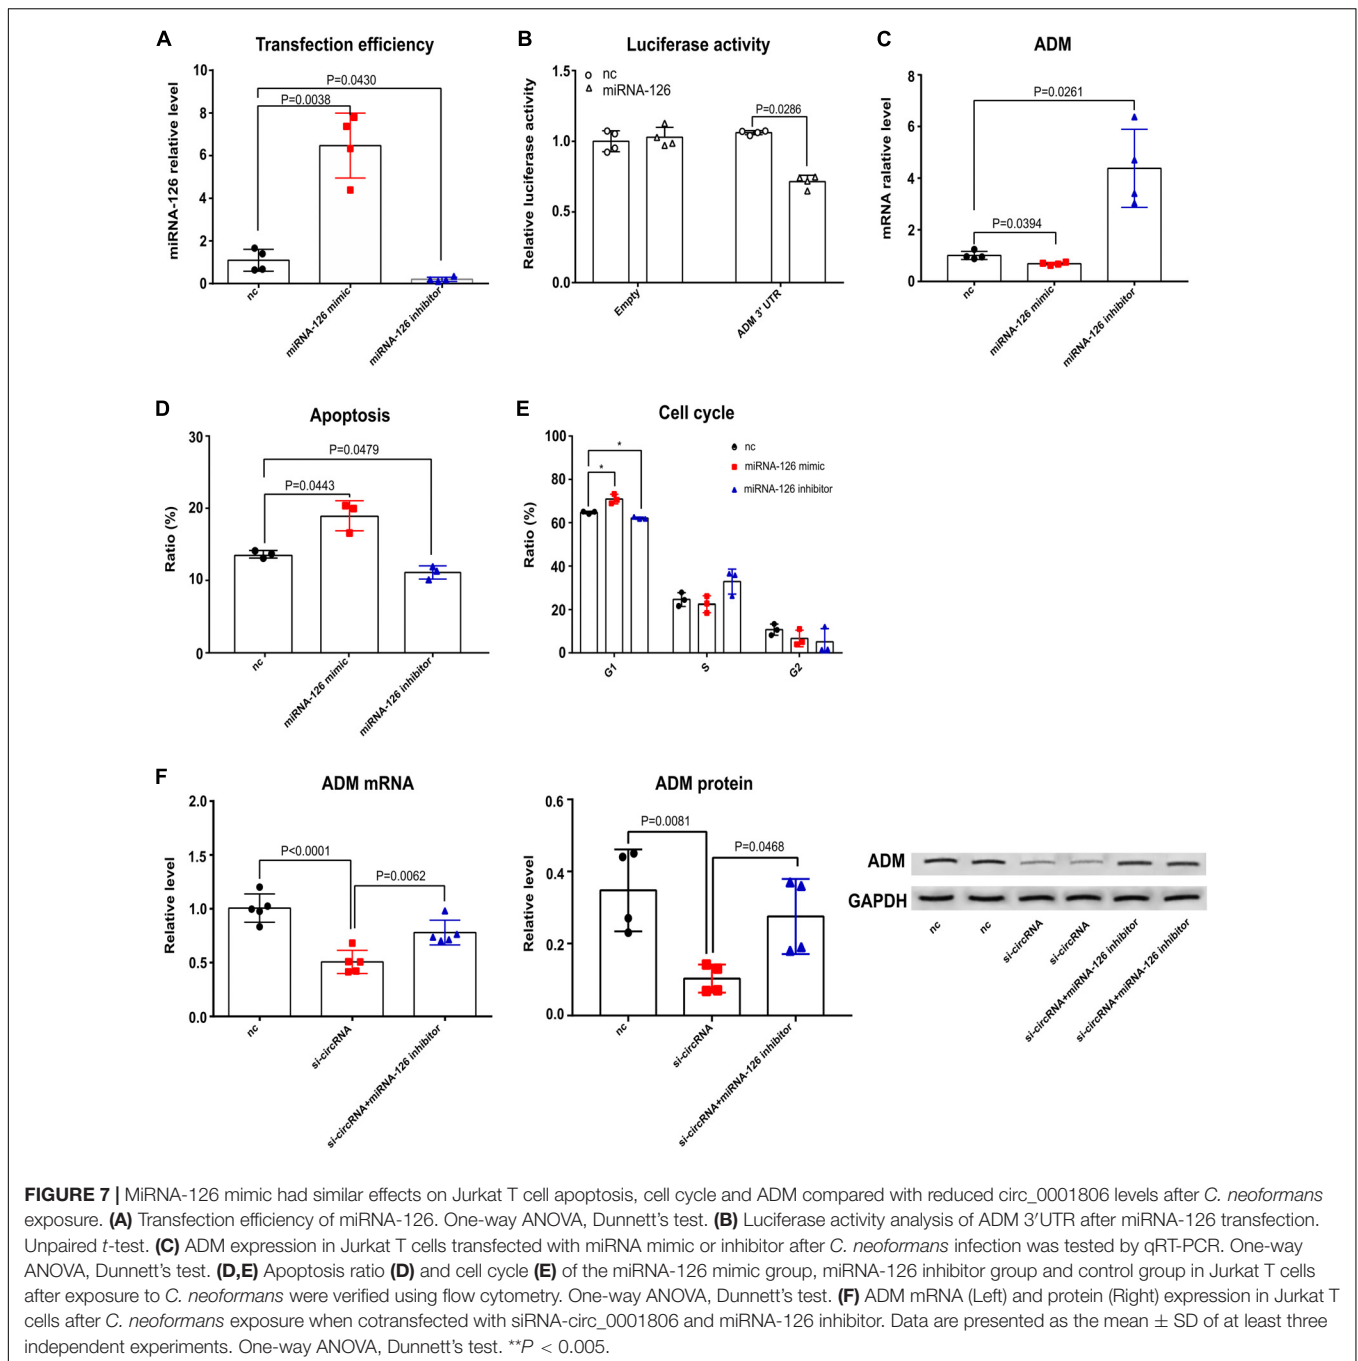 A
Transfection efficiency
miRNA-126 relative level
10
8
6
4
2
0
P=0.0430
P=0.0038
nc
miRNA-126 mimic
miRNA-126 inhibitor
B
Luciferase activity
Relative luciferase activity
1.5
1.0
0.5
0.0
nc
miRNA-126
P=0.0286
Empty
ADM 3' UTR
C
ADM
mRNA ralative level
8
6
4
2
0
P=0.0261
P=0.0394
nc
miRNA-126 mimic
miRNA-126 inhibitor
D
Apoptosis
Ratio (%)
30
20
10
0
P=0.0479
P=0.0443
nc
miRNA-126 mimic
miRNA-126 inhibitor
E
Cell cycle
Ratio (%)
100
80
60
40
20
0
*
*
nc
miRNA-126 mimic
miRNA-126 inhibitor
G1
S
G2
F
ADM mRNA
Relative level
2.0
1.5
1.0
0.5
0.0
P<0.0001
P=0.0062
nc
si-circRNA
si-circRNA+miRNA-126 inhibitor
ADM protein
Relative level
0.6
0.4
0.2
0.0
P=0.0081
P=0.0468
nc
si-circRNA
si-circRNA+miRNA-126 inhibitor
ADM
GAPDH
nc
nc
si-circRNA
si-circRNA
si-circRNA+miRNA-126 inhibitor
si-circRNA+miRNA-126 inhibitor
FIGURE 7 | MiRNA-126 mimic had similar effects on Jurkat T cell apoptosis, cell cycle and ADM compared with reduced circ_0001806 levels after C. neoformans
exposure. (A) Transfection efficiency of miRNA-126. One-way ANOVA, Dunnett's test. (B) Luciferase activity analysis of ADM 3′UTR after miRNA-126 transfection.
Unpaired t-test. (C) ADM expression in Jurkat T cells transfected with miRNA mimic or inhibitor after C. neoformans infection was tested by qRT-PCR. One-way
ANOVA, Dunnett's test. (D,E) Apoptosis ratio (D) and cell cycle (E) of the miRNA-126 mimic group, miRNA-126 inhibitor group and control group in Jurkat T cells
after exposure to C. neoformans were verified using flow cytometry. One-way ANOVA, Dunnett's test. (F) ADM mRNA (Left) and protein (Right) expression in Jurkat T
cells after C. neoformans exposure when cotransfected with siRNA-circ_0001806 and miRNA-126 inhibitor. Data are presented as the mean ± SD of at least three
independent experiments. One-way ANOVA, Dunnett's test. **P < 0.005.